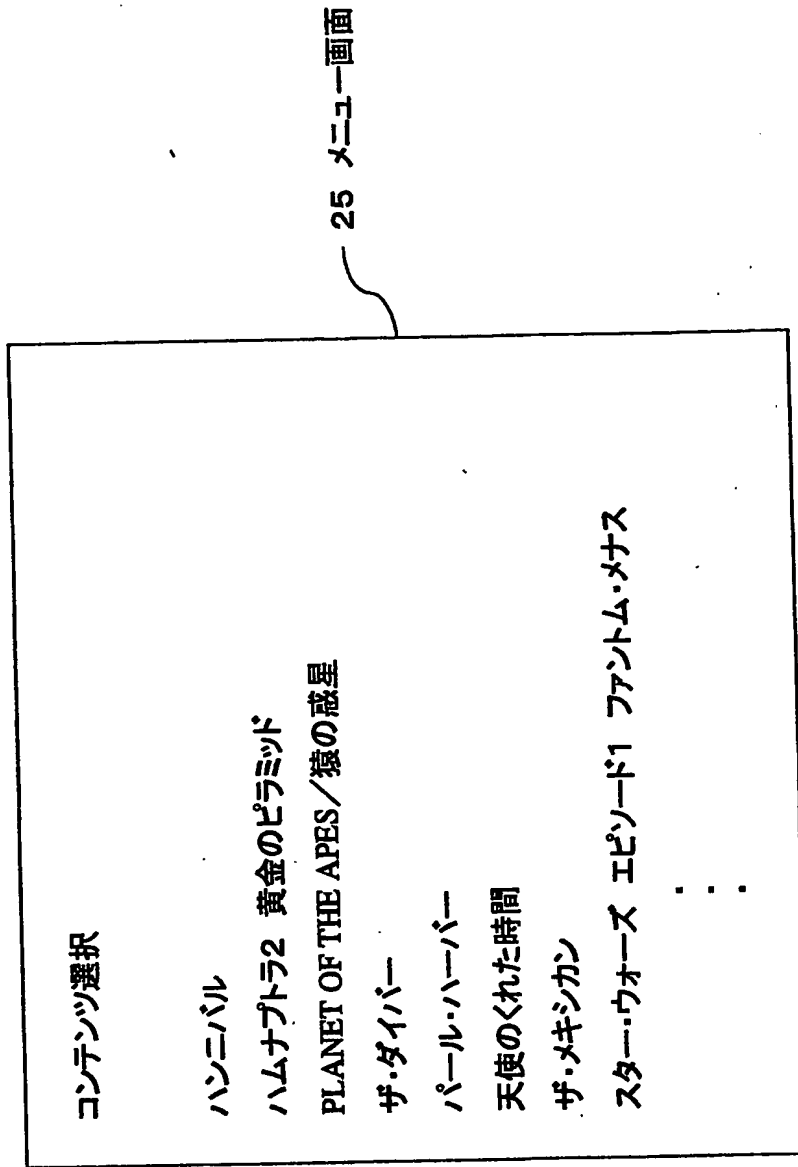 コンテンツ選択
ハンニバル
ハムナプトラ2 黄金のピラミッド
PLANET OF THE APES／猿の惑星
ザ・ダイバー
パール・ハーバー
天使のくれた時間
ザ・メキシカン
スター・ウォーズ エピソード1 ファントム・メナス
25 メニュー画面